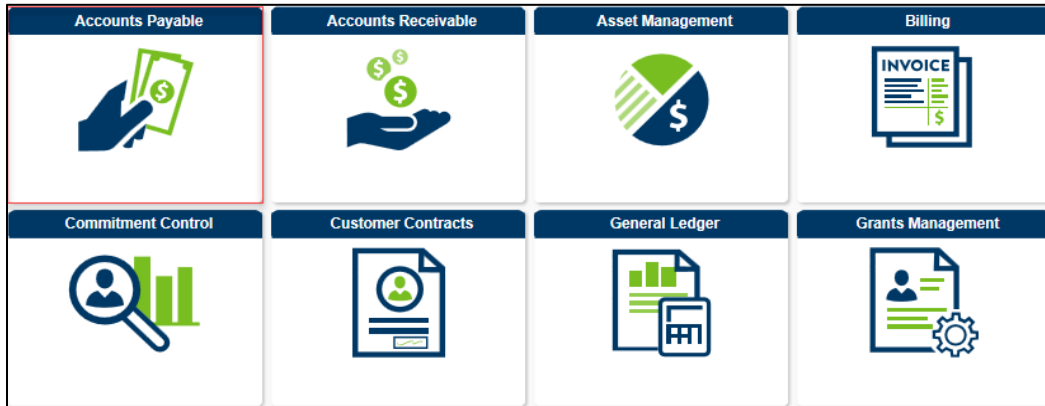 Accounts Payable
Accounts Receivable
Asset Management
Billing
$
$
$
$
$
INVOICE
$
Commitment Control
Customer Contracts
General Ledger
Grants Management